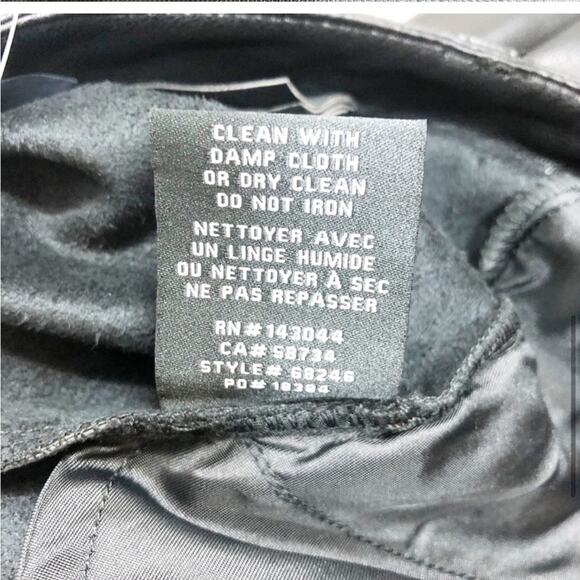 CLEAN WITH
DAMP CLOTH
OR DRY CLEAN
DO NOT IRON
NETTOYER AVEC
UN LINGE HUMIDE
OU NETTOYER À SEC
NE PAS REPASSER
RN# 143044
CA# 58734
STYLE# 68246
PO# 18394